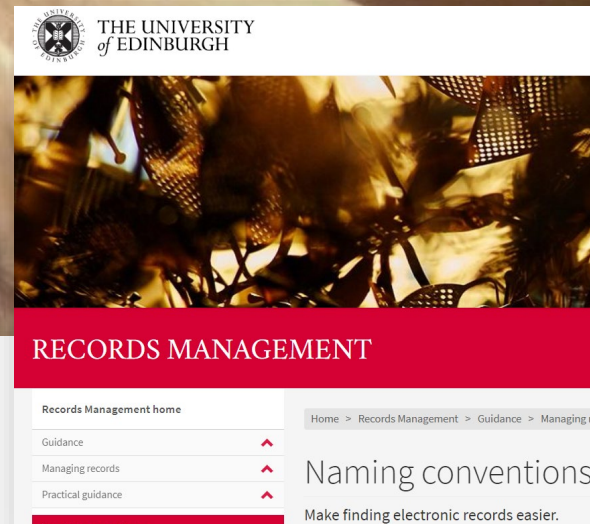 THE UNIVERSITY
of EDINBURGH
RECORDS MANAGEMENT
Records Management home
Guidance
Managing records
Practical guidance
Home > Records Management > Guidance > Managing
Naming conventions
Make finding electronic records easier.